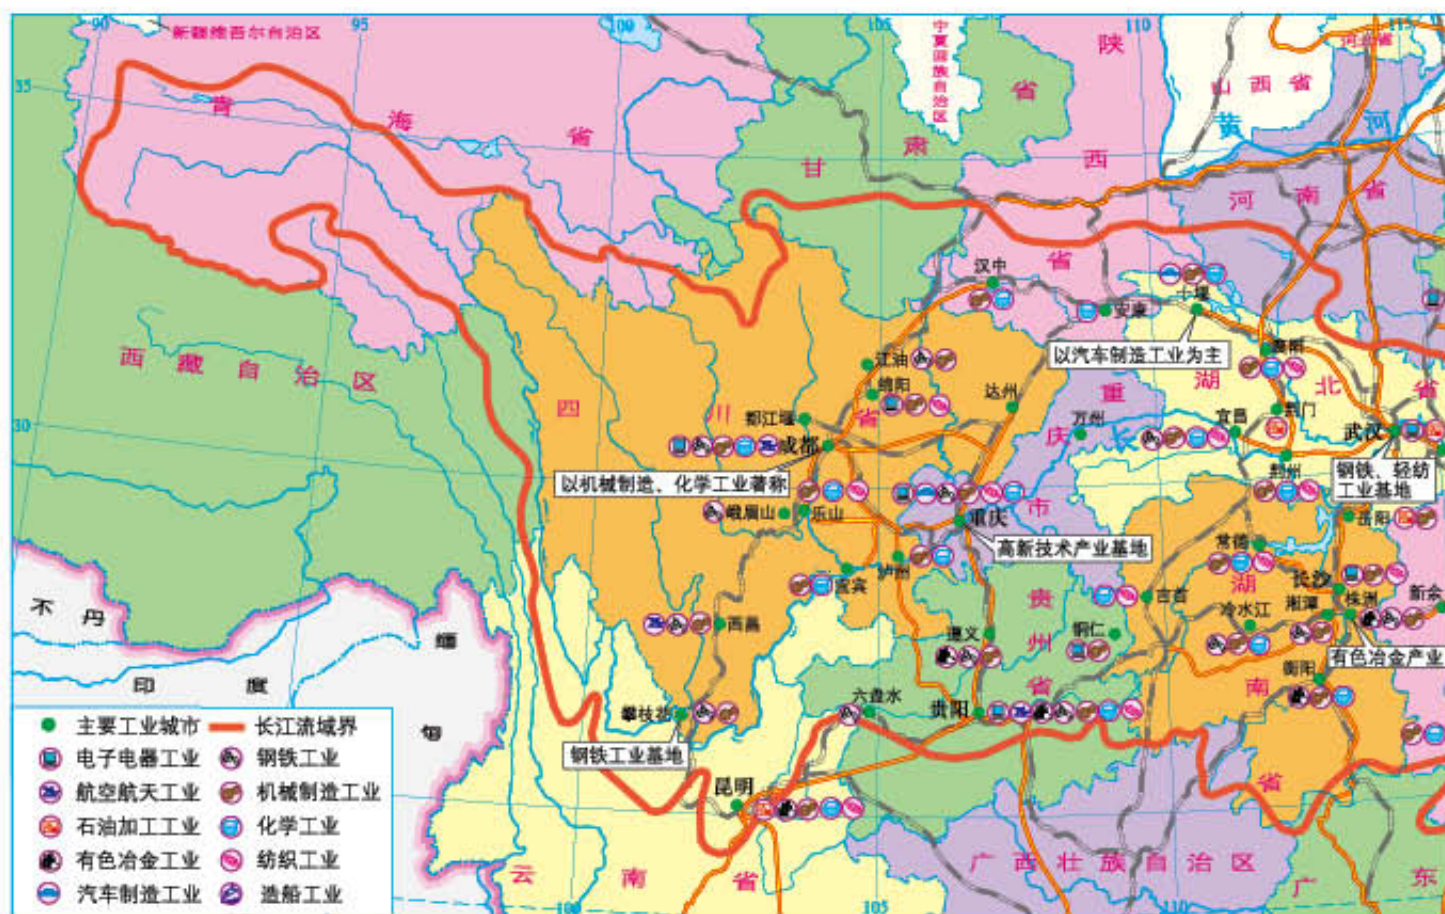 90
95
100
105
110
115
新疆维吾尔自治区
宁夏回族自治区
陕
西
省
山西省
河北省
黄
河
青
海
省
甘
肃
省
河南省
35
汉中
安康
十堰
以汽车制造工业为主
襄阳
西藏自治区
江油
绵阳
四
川
省
都江堰
成都
达州
重
庆
市
万州
长
湖
北
省
宜昌
荆门
荆州
武汉
30
以机械制造、化学工业著称
钢铁、轻纺
工业基地
峨眉山
乐山
重庆
高新技术产业基地
岳阳
常德
宜宾
泸州
湖
南
省
长沙
吉首
冷水江
湘潭
株洲
新余
有色冶金产业
西昌
贵
州
省
遵义
铜仁
衡阳
不丹
印度
缅
甸
攀枝花
钢铁工业基地
六盘水
贵阳
昆明
云南省
广西壮族自治区
广东
主要工业城市
长江流域界
电子电器工业
钢铁工业
航空航天工业
机械制造工业
石油加工工业
化学工业
有色冶金工业
纺织工业
汽车制造工业
造船工业
100
105
110